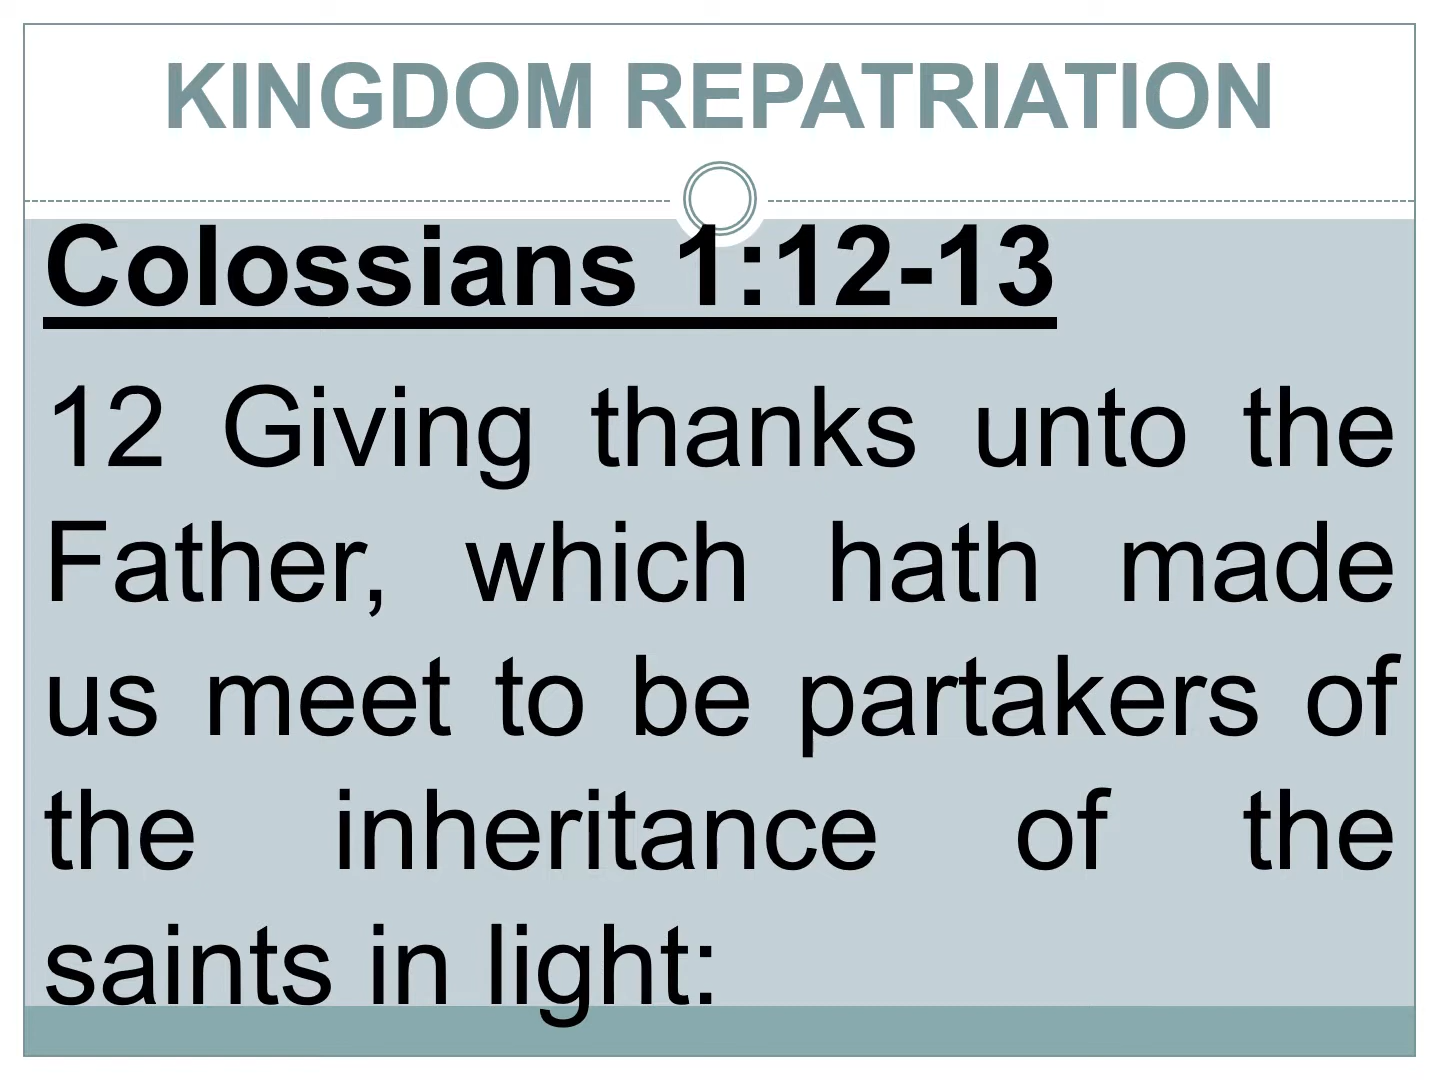 KINGDOM REPATRIATION
Colossians 1:12-13
12 Giving thanks unto the
Father, which hath made
us meet to be partakers of
the inheritance of the
saints in light: